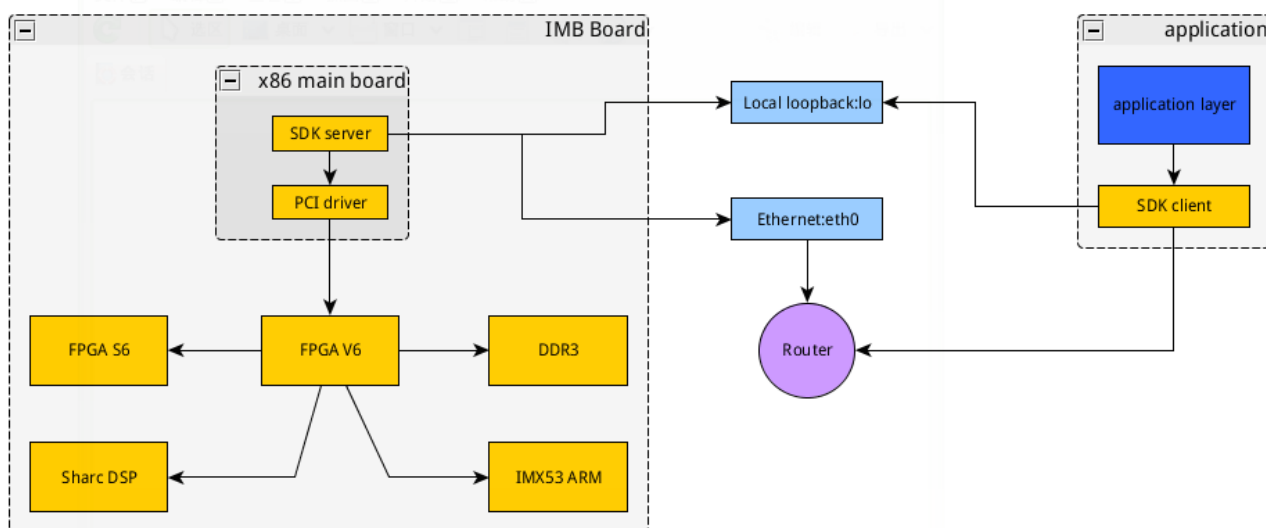 IMB Board
application
x86 main board
SDK server
PCI driver
Local loopback:lo
application layer
Ethernet:eth0
SDK client
FPGA S6
FPGA V6
DDR3
Router
Sharc DSP
IMX53 ARM